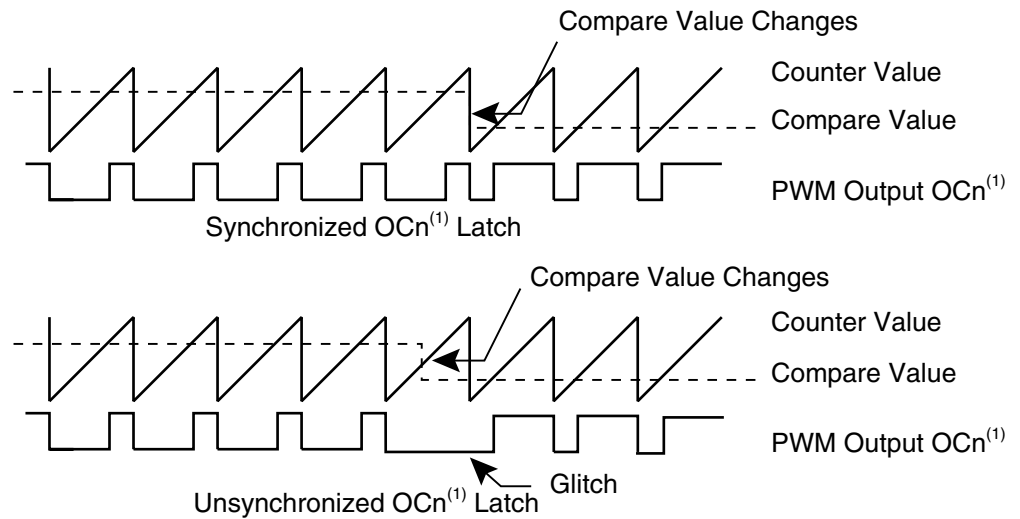 Compare Value Changes
Counter Value
Compare Value
PWM Output OCn(1)
Synchronized OCn(1) Latch
Compare Value Changes
Counter Value
Compare Value
PWM Output OCn(1)
Glitch
Unsynchronized OCn(1) Latch